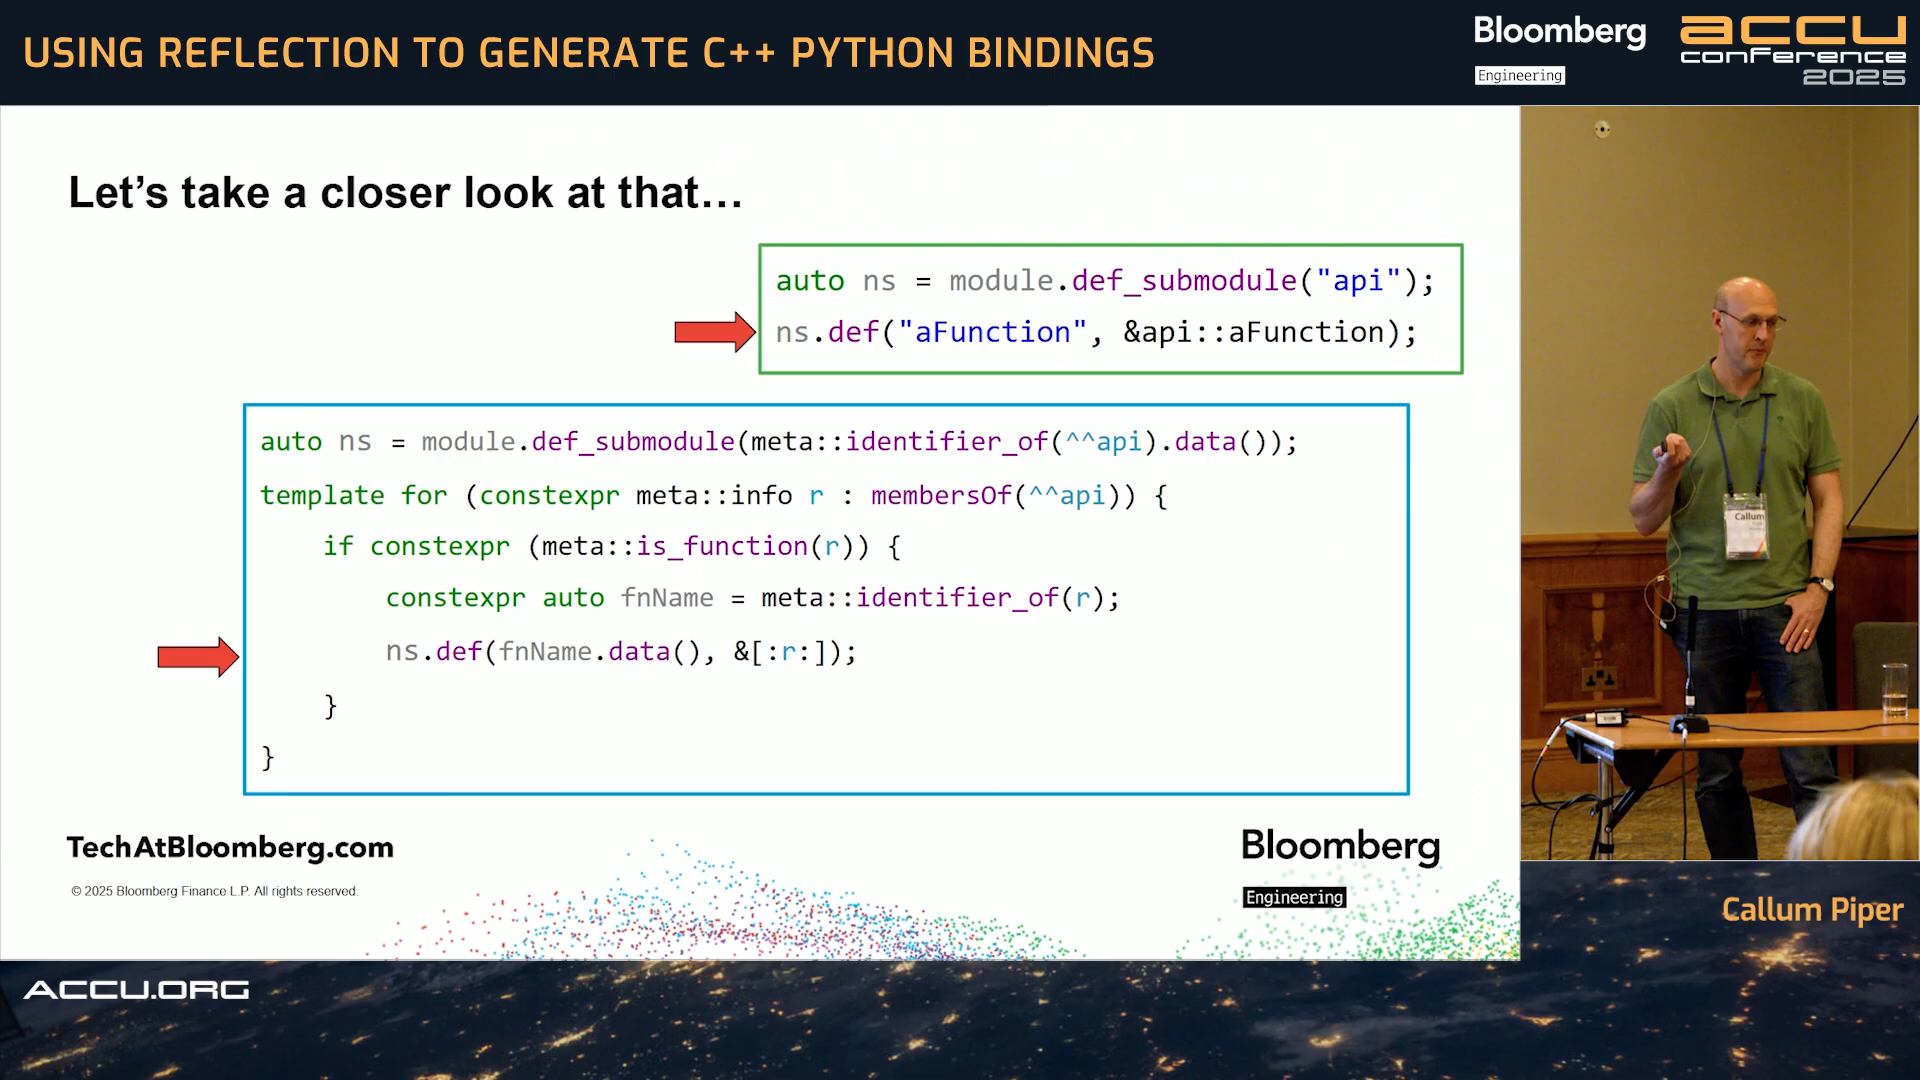 USING REFLECTION TO GENERATE C++ PYTHON BINDINGS
Bloomberg
Engineering
accu
conference
2025
Let's take a closer look at that…
auto ns = module.def_submodule("api");
ns.def("aFunction", &api::aFunction);
auto ns = module.def_submodule(meta::identifier_of(^^api).data());
template for (constexpr meta::info r : membersOf(^^api)) {
if constexpr (meta::is_function(r)) {
constexpr auto fnName = meta::identifier_of(r);
ns.def(fnName.data(), &[:r:]);
}
}
TechAtBloomberg.com
© 2025 Bloomberg Finance L.P. All rights reserved.
Bloomberg
Engineering
Callum
Callum Piper
ACCU.ORG